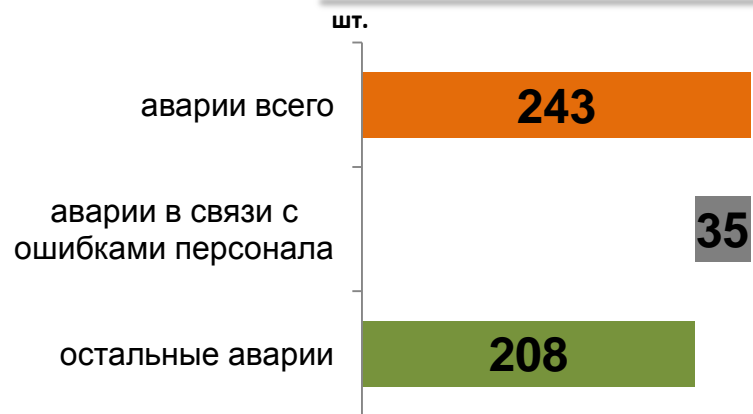 шт.
аварии всего
243
аварии в связи с
ошибками персонала
35
остальные аварии
208